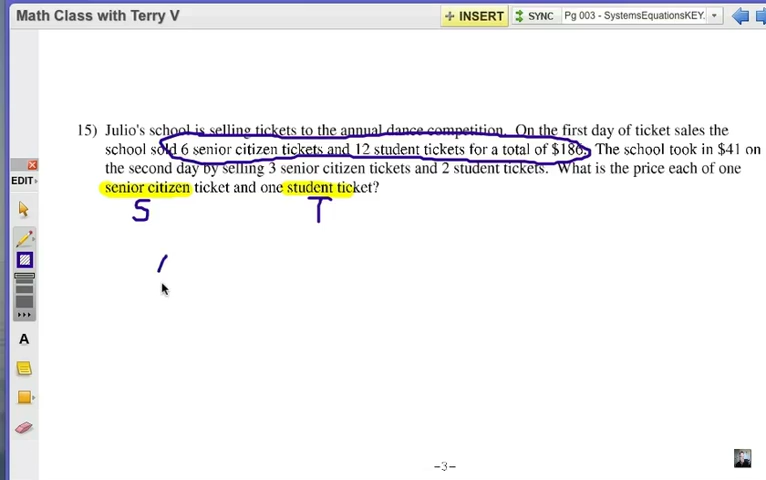 Math Class with Terry V
+ INSERT
SYNC
Pg 003 - SystemsEquationsKEY.
15) Julio's school is selling tickets to the annual dance competition. On the first day of ticket sales the
school sold 6 senior citizen tickets and 12 student tickets for a total of $186. The school took in $41 on
the second day by selling 3 senior citizen tickets and 2 student tickets. What is the price each of one
senior citizen ticket and one student ticket?
EDIT
S T
A
-3-